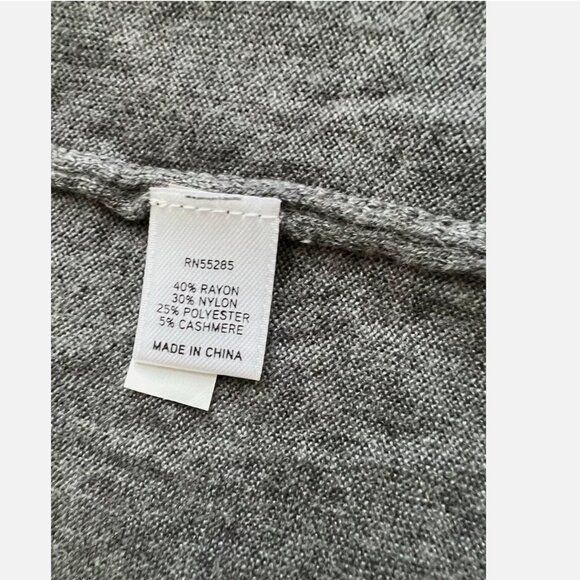 RN55285
40% RAYON
30% NYLON
25% POLYESTER
5% CASHMERE
MADE IN CHINA